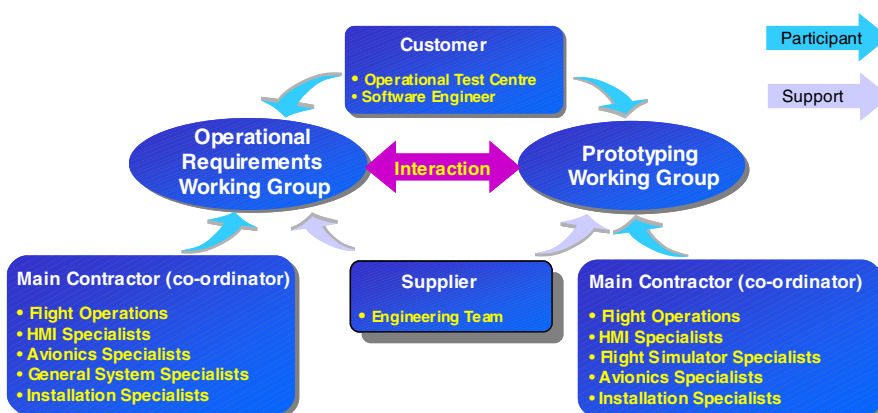 Customer
• Operational Test Centre
• Software Engineer
Participant
Support
Operational
Requirements
Working Group
Interaction
Prototyping
Working Group
Main Contractor (co-ordinator)
• Flight Operations
• HMI Specialists
• Avionics Specialists
• General System Specialists
• Installation Specialists
Supplier
• Engineering Team
Main Contractor (co-ordinator)
• Flight Operations
• HMI Specialists
• Flight Simulator Specialists
• Avionics Specialists
• Installation Specialists